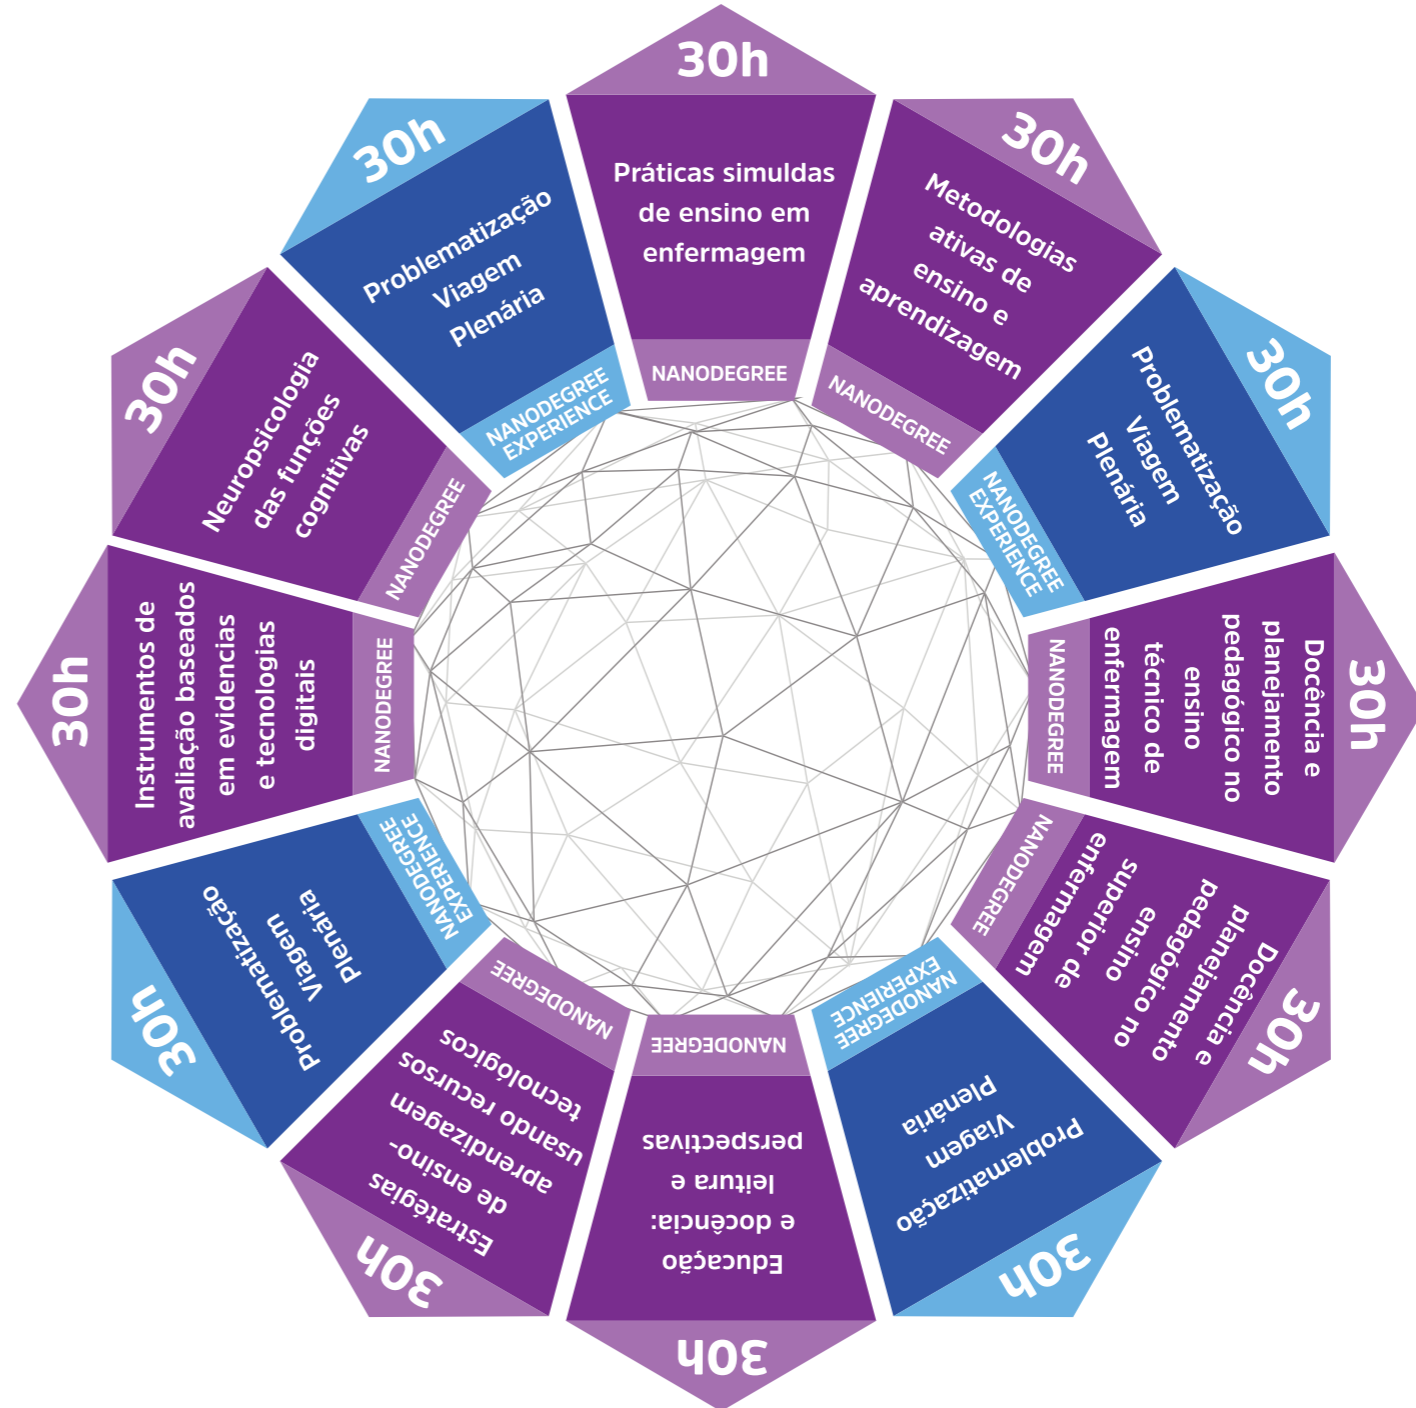 30h
Práticas simuldas
de ensino em
enfermagem
NANODEGREE
30h
Metodologias
ativas de
ensino e
aprendizagem
NANODEGREE
30h
Problematização
Viagem
Plenária
NANODEGREE
EXPERIENCE
30h
Docência e
planejamento
pedagógico no
ensino
técnico de
enfermagem
NANODEGREE
30h
Docência e
planejamento
pedagógico no
ensino
superior de
enfermagem
NANODEGREE
30h
Problematização
Viagem
Plenária
NANODEGREE
EXPERIENCE
30h
Educação
e docência:
leitura e
perspectivas
NANODEGREE
30h
Estratégias
de ensino-
aprendizagem
usando recursos
tecnológicos
NANODEGREE
30h
Problematização
Viagem
Plenária
NANODEGREE
EXPERIENCE
30h
Instrumentos de
avaliação baseados
em evidencias
e tecnologias
digitais
NANODEGREE
30h
Neuropsicologia
das funções
cognitivas
NANODEGREE
30h
Problematização
Viagem
Plenária
NANODEGREE
EXPERIENCE